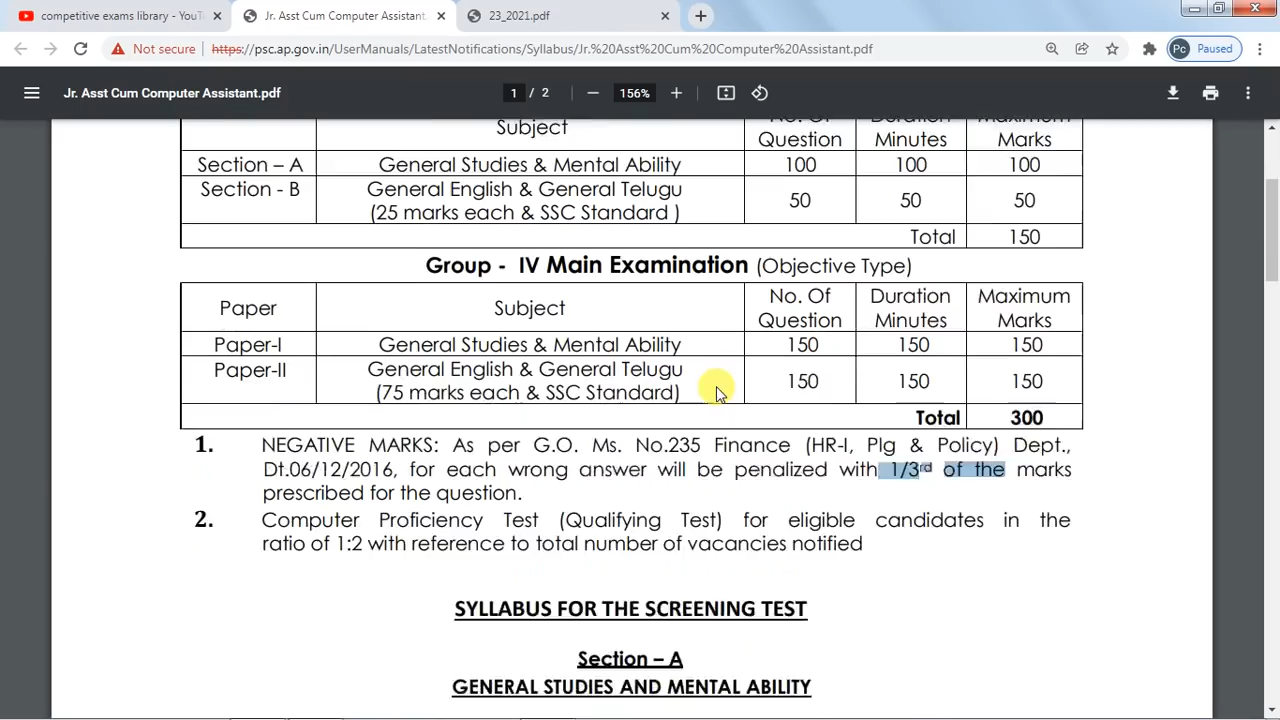 competitive exams library - YouT
Jr. Asst Cum Computer Assistant.
23_2021.pdf
Not secure
https://psc.ap.gov.in/UserManuals/LatestNotifications/Syllabus/Jr.%20Asst%20Cum%20Computer%20Assistant.pdf
Pc Paused
Jr. Asst Cum Computer Assistant.pdf
1 / 2
156%
Subject No. Of Question Duration Minutes Maximum Marks
Section – A General Studies & Mental Ability 100 100 100
Section - B General English & General Telugu
(25 marks each & SSC Standard ) 50 50 50
Total 150
Group - IV Main Examination (Objective Type)
Paper Subject No. Of Question Duration Minutes Maximum Marks
Paper-I General Studies & Mental Ability 150 150 150
Paper-II General English & General Telugu
(75 marks each & SSC Standard) 150 150 150
Total 300
1. NEGATIVE MARKS: As per G.O. Ms. No.235 Finance (HR-I, Plg & Policy) Dept.,
Dt.06/12/2016, for each wrong answer will be penalized with 1/3rd of the marks
prescribed for the question.
2. Computer Proficiency Test (Qualifying Test) for eligible candidates in the
ratio of 1:2 with reference to total number of vacancies notified
SYLLABUS FOR THE SCREENING TEST
Section – A
GENERAL STUDIES AND MENTAL ABILITY